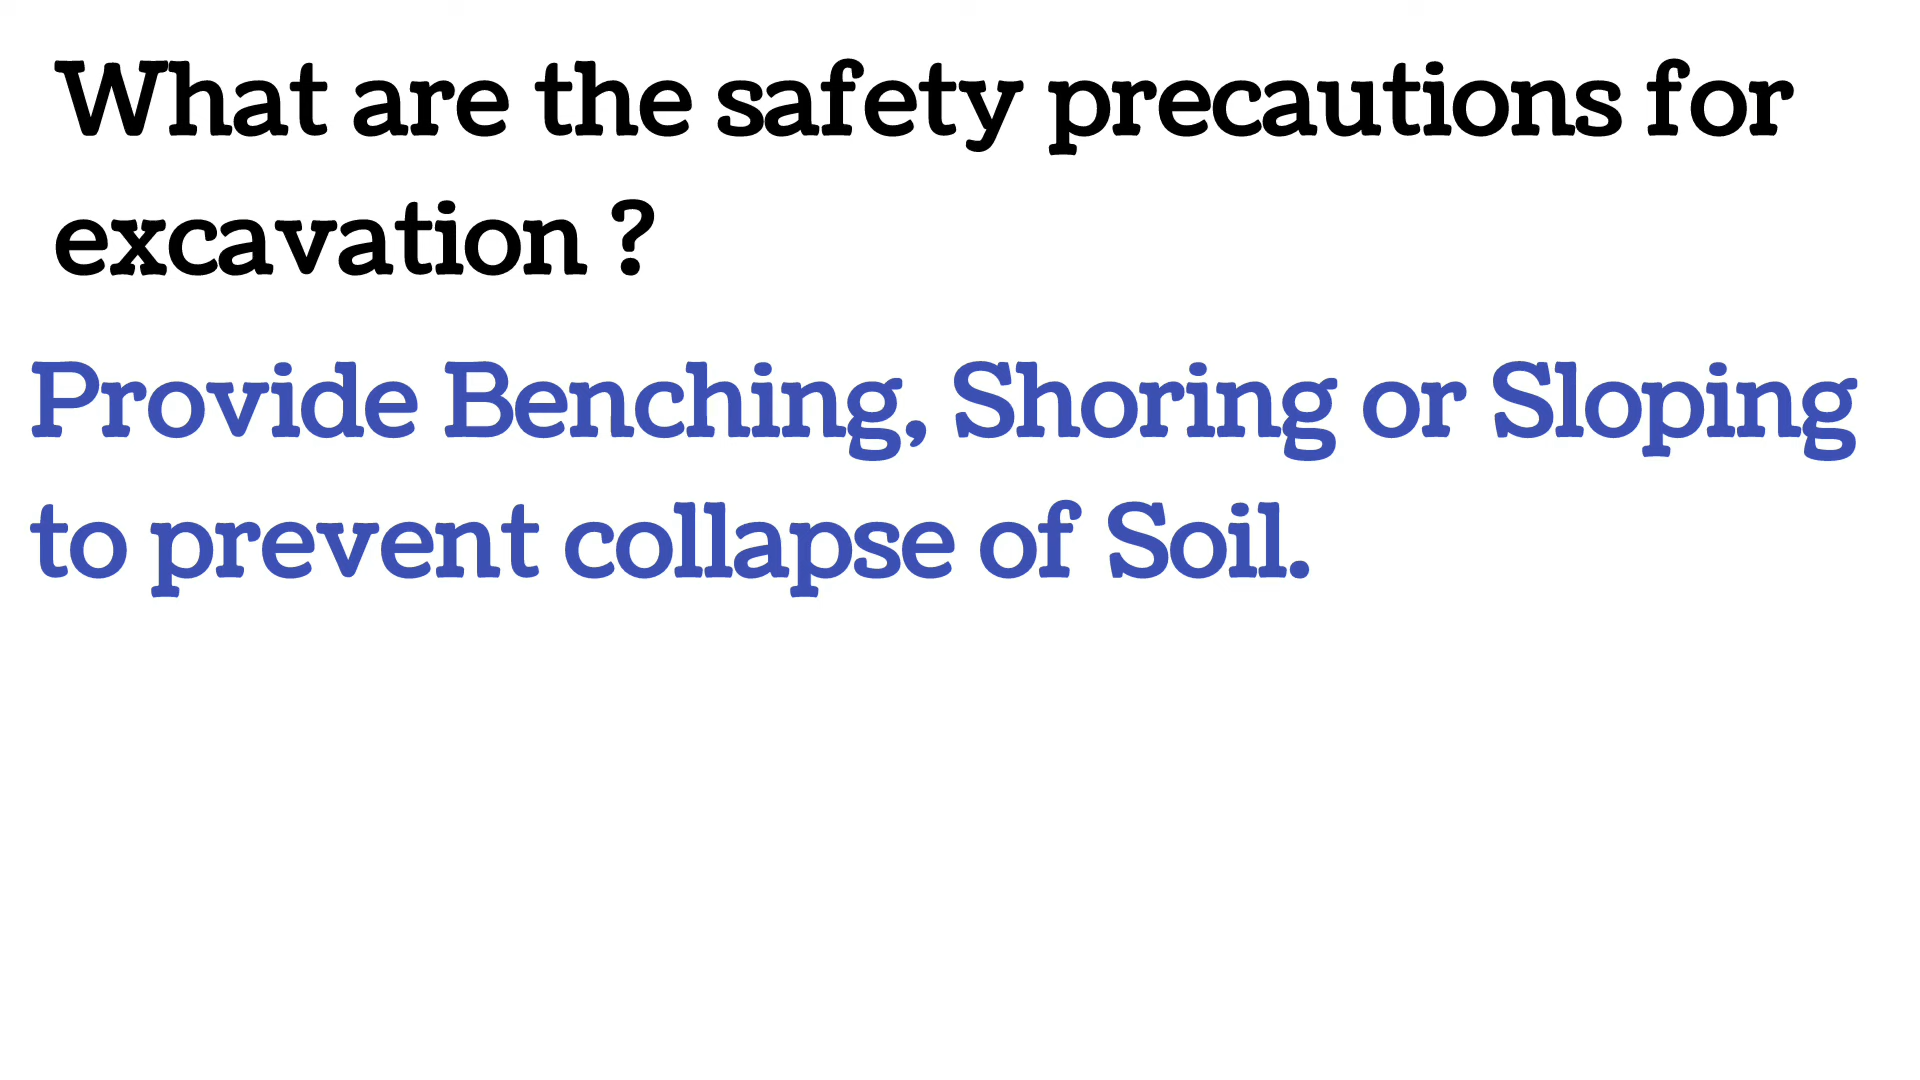 What are the safety precautions for
excavation ?
Provide Benching, Shoring or Sloping
to prevent collapse of Soil.